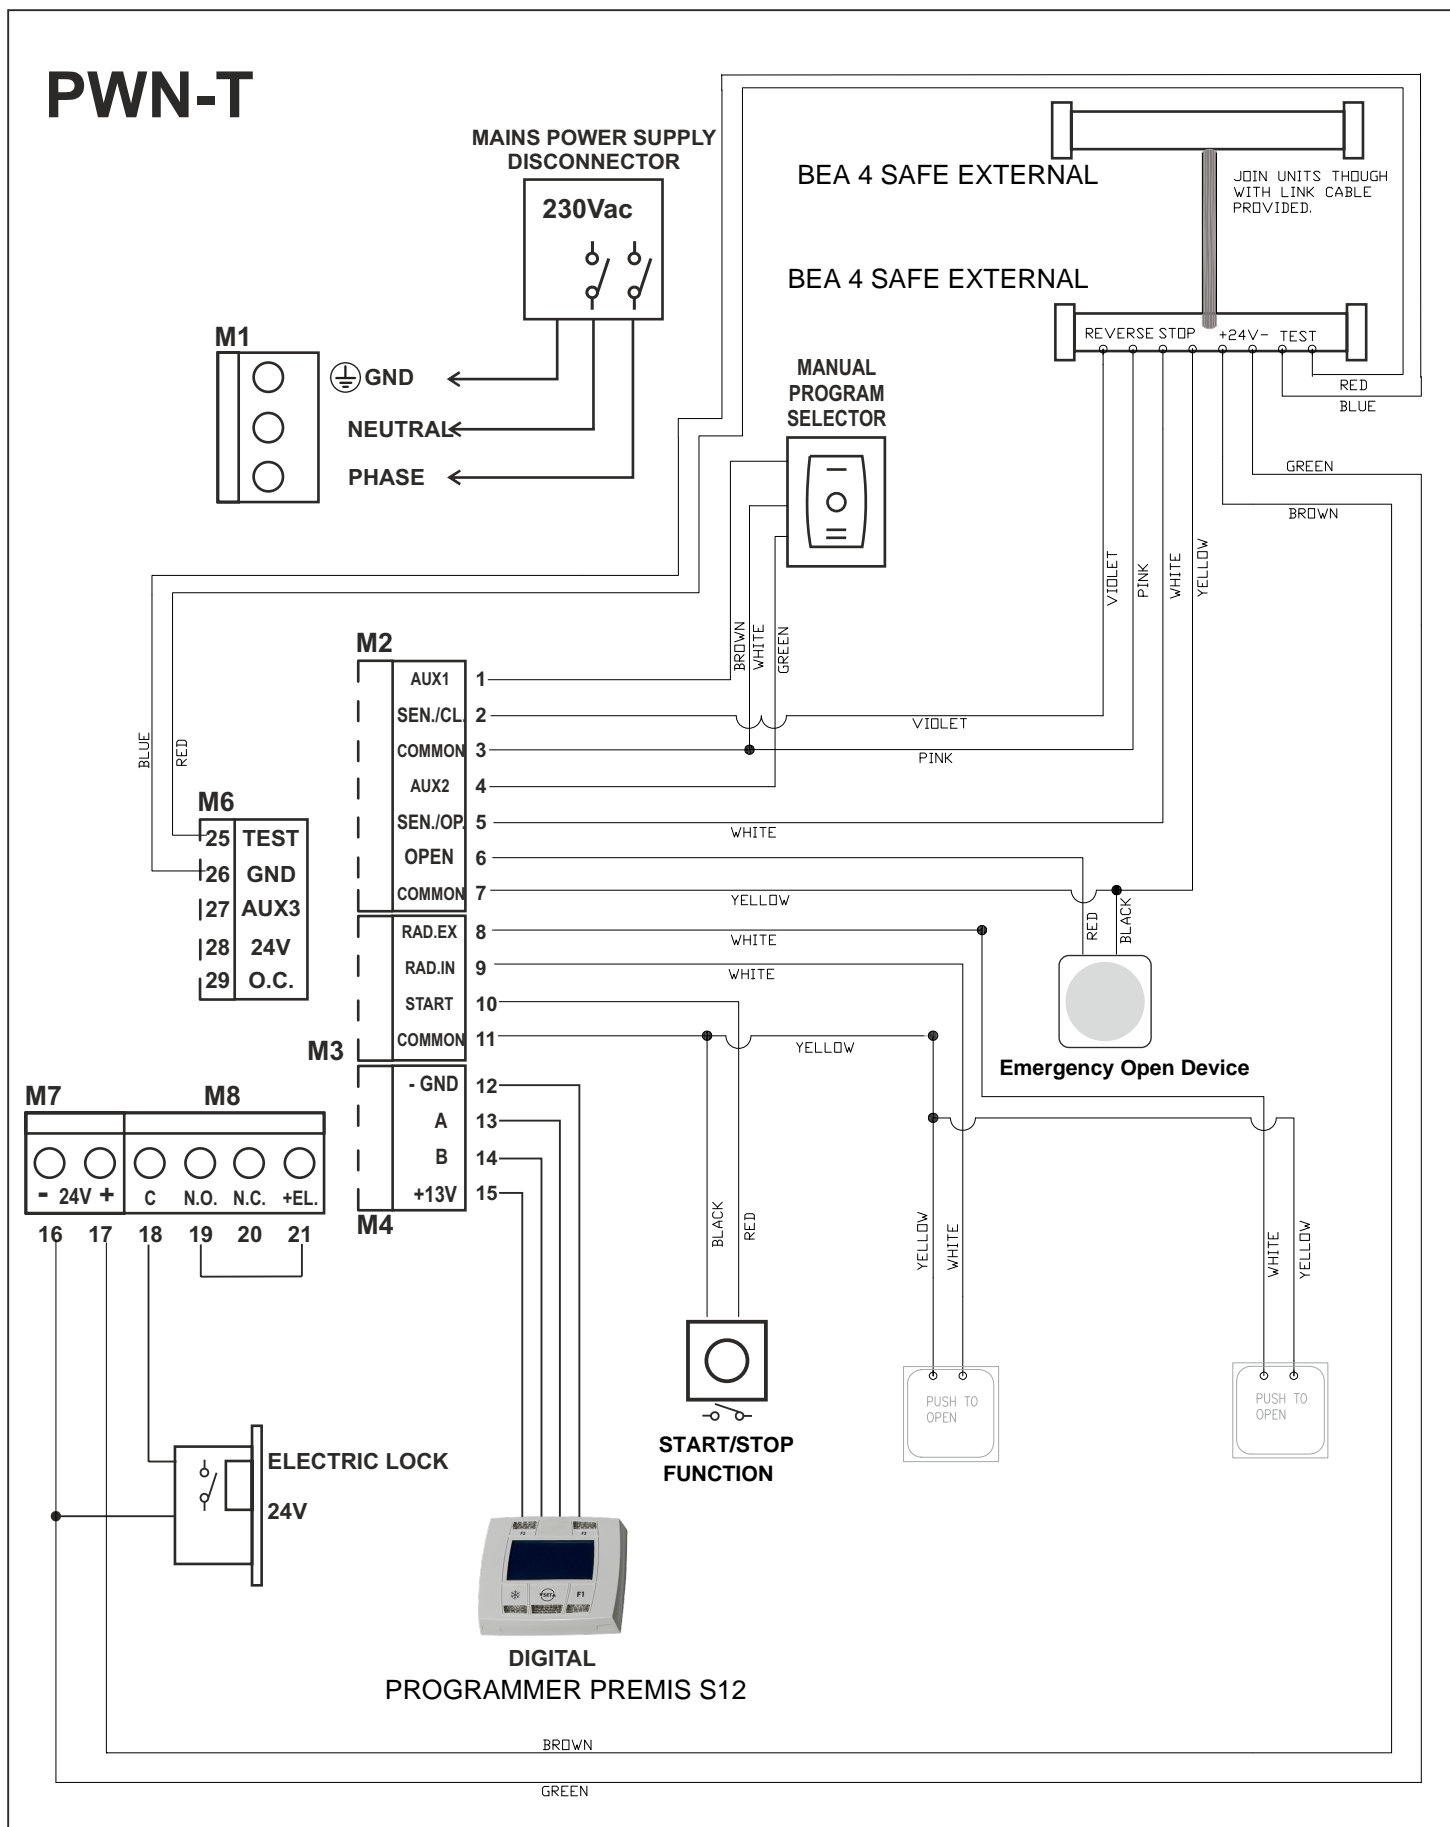 PWN-T
MAINS POWER SUPPLY
DISCONNECTOR
230Vac
BEA 4 SAFE EXTERNAL
JOIN UNITS THOUGH
WITH LINK CABLE
PROVIDED.
BEA 4 SAFE EXTERNAL
REVERSE STOP +24V- TEST
RED
BLUE
GREEN
BROWN
M1
GND
NEUTRAL
PHASE
MANUAL
PROGRAM
SELECTOR
VIOLET
PINK
WHITE
YELLOW
BROWN
WHITE
GREEN
M2
AUX1 1
SEN./CL. 2
COMMON 3
AUX2 4
SEN./OP. 5
OPEN 6
COMMON 7
VIOLET
PINK
WHITE
YELLOW
BLUE
RED
M6
25 TEST
26 GND
27 AUX3
28 24V
29 O.C.
RAD.EX 8
RAD.IN 9
START 10
COMMON 11
M3
WHITE
WHITE
YELLOW
RED
BLACK
Emergency Open Device
- GND 12
A 13
B 14
+13V 15
M4
M7
M8
- 24V + C N.O. N.C. +EL.
16 17 18 19 20 21
BLACK
RED
YELLOW
WHITE
WHITE
YELLOW
PUSH TO
OPEN
PUSH TO
OPEN
START/STOP
FUNCTION
ELECTRIC LOCK
24V
F2
F3
SET
F1
DIGITAL
PROGRAMMER PREMIS S12
BROWN
GREEN